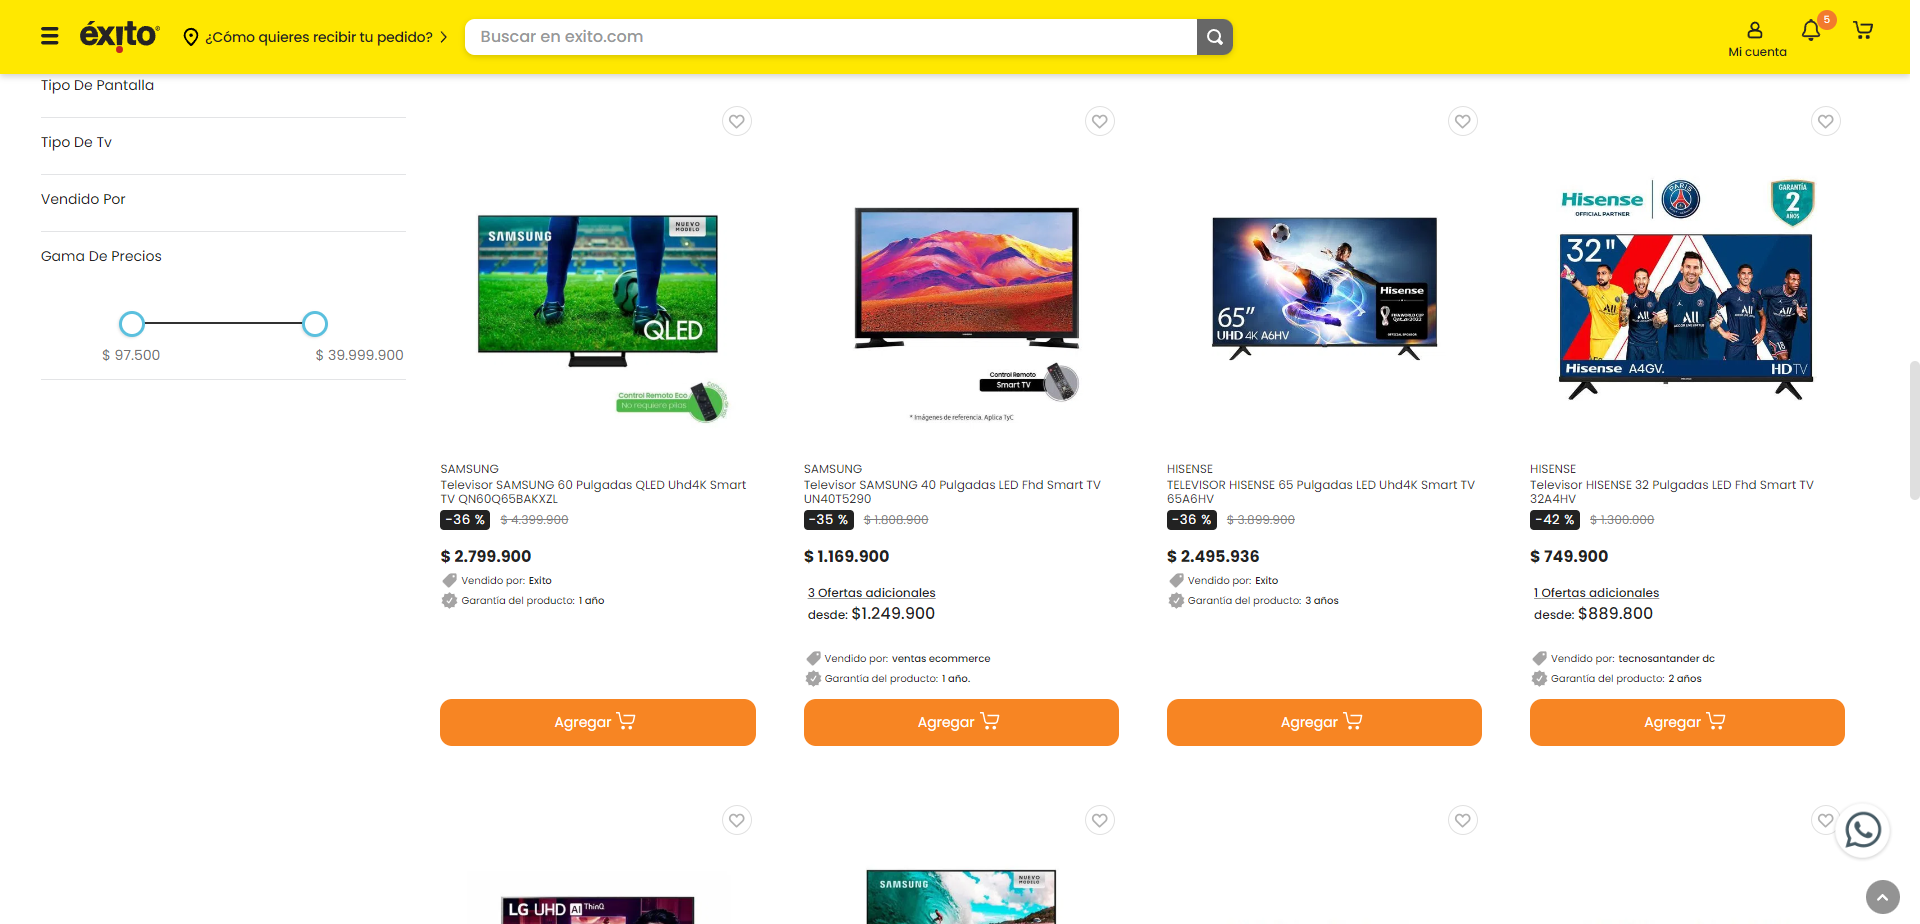 éxito
¿Cómo quieres recibir tu pedido?
Buscar en exito.com
Mi cuenta
5
Tipo De Pantalla
Tipo De Tv
Vendido Por
Gama De Precios
$ 97.500
$ 39.999.900
SAMSUNG
NUEVO
MODELO
QLED
Control Remoto Eco
No requiere pilas
SAMSUNG
Televisor SAMSUNG 60 Pulgadas QLED Uhd4K Smart
TV QN60Q65BAKXZL
-36 % $ 4.399.900
$ 2.799.900
Vendido por: Exito
Garantía del producto: 1 año
Agregar
Control Remoto
Smart TV
* Imágenes de referencia. Aplica TyC
SAMSUNG
Televisor SAMSUNG 40 Pulgadas LED Fhd Smart TV
UN40T5290
-35 % $ 1.808.900
$ 1.169.900
3 Ofertas adicionales
desde: $1.249.900
Vendido por: ventas ecommerce
Garantía del producto: 1 año.
Agregar
Hisense
FIFA WORLD CUP
Qatar2022
OFFICIAL SPONSOR
65”
UHD 4K A6HV
HISENSE
TELEVISOR HISENSE 65 Pulgadas LED Uhd4K Smart TV
65A6HV
-36 % $ 3.899.900
$ 2.495.936
Vendido por: Exito
Garantía del producto: 3 años
Agregar
Hisense
OFFICIAL PARTNER
PARIS
GARANTÍA
2
AÑOS
32"
Hisense A4GV.
HDTV
HISENSE
Televisor HISENSE 32 Pulgadas LED Fhd Smart TV
32A4HV
-42 % $ 1.300.000
$ 749.900
1 Ofertas adicionales
desde: $889.800
Vendido por: tecnosantander dc
Garantía del producto: 2 años
Agregar
LG UHD AI ThinQ
SAMSUNG
NUEVO
MODELO